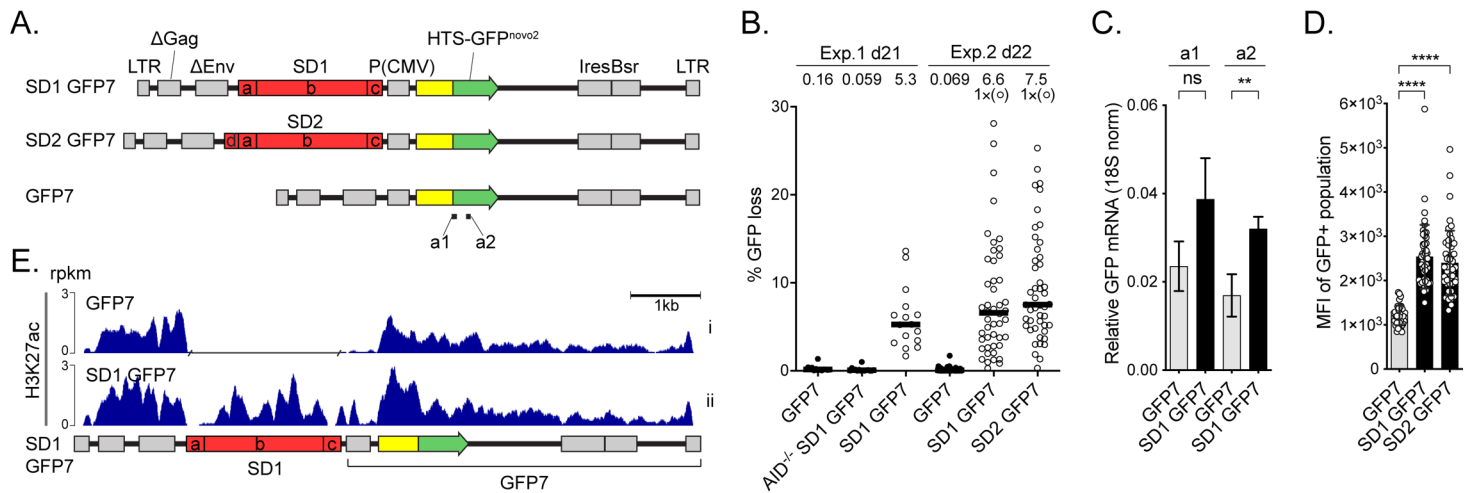 A.
ΔGag
HTS-GFPnovo2
LTR
ΔEnv
SD1
P(CMV)
IresBsr
LTR
SD1 GFP7
a
b
c
SD2
SD2 GFP7
d
a
b
c
GFP7
a1
a2
B.
Exp.1 d21
Exp.2 d22
0.16
0.059
5.3
0.069
6.6
7.5
1×(○)
1×(○)
% GFP loss
30
20
10
0
GFP7
AID-/- SD1 GFP7
SD1 GFP7
GFP7
SD1 GFP7
SD2 GFP7
C.
a1
a2
ns
**
Relative GFP mRNA (18S norm)
0.06
0.04
0.02
0.00
GFP7
SD1 GFP7
GFP7
SD1 GFP7
D.
****
****
MFI of GFP+ population
6×10³
5×10³
4×10³
3×10³
2×10³
1×10³
0
GFP7
SD1 GFP7
SD2 GFP7
E.
rpkm
H3K27ac
3
GFP7
1kb
i
0
3
SD1 GFP7
ii
0
SD1
GFP7
a
b
c
SD1
GFP7